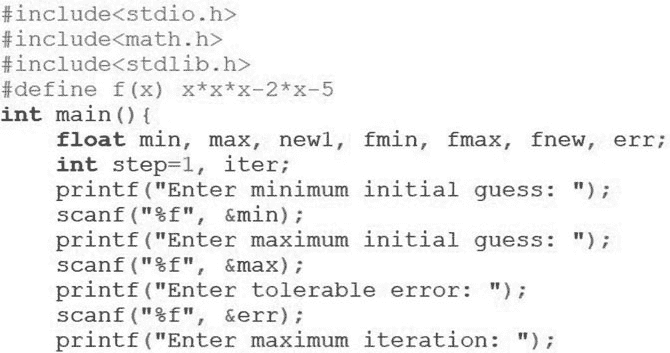 #include<stdio.h>
#include<math.h>
#include<stdlib.h>
#define f(x) x*x*x-2*x-5
int main(){
    float min, max, new1, fmin, fmax, fnew, err;
    int step=1, iter;
    printf("Enter minimum initial guess: ");
    scanf("%f", &min);
    printf("Enter maximum initial guess: ");
    scanf("%f", &max);
    printf("Enter tolerable error: ");
    scanf("%f", &err);
    printf("Enter maximum iteration: ");